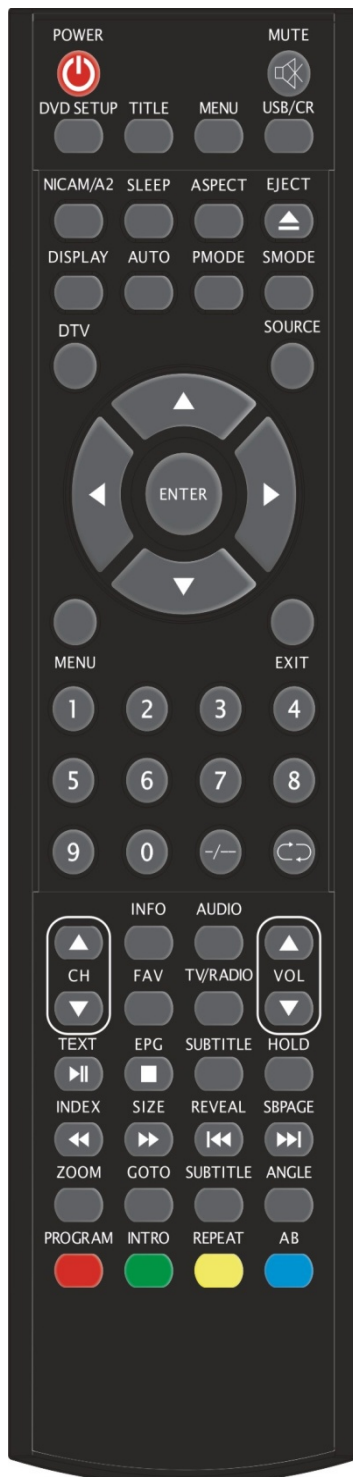 POWER MUTE
DVD SETUP TITLE MENU USB/CR
NICAM/A2 SLEEP ASPECT EJECT
DISPLAY AUTO PMODE SMODE
DTV SOURCE
ENTER
MENU EXIT
1 2 3 4
5 6 7 8
9 0 -/--
INFO AUDIO
CH FAV TV/RADIO VOL
TEXT EPG SUBTITLE HOLD
INDEX SIZE REVEAL SBPAGE
ZOOM GOTO SUBTITLE ANGLE
PROGRAM INTRO REPEAT AB